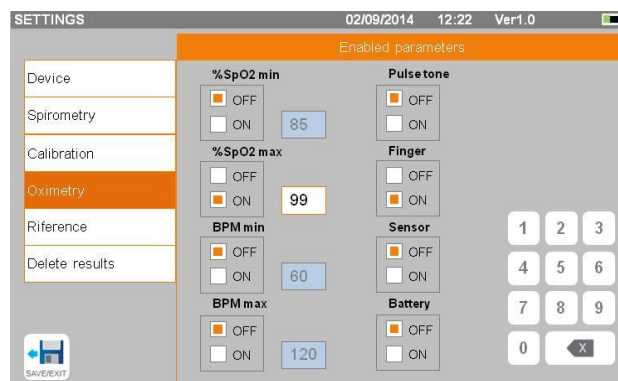 SETTINGS 02/09/2014 12:22 Ver1.0
Enabled parameters
Device
Spirometry
Calibration
Oximetry
Riference
Delete results
%SpO2 min
OFF
ON 85
%SpO2 max
OFF
ON 99
BPM min
OFF
ON 60
BPM max
OFF
ON 120
Pulse tone
OFF
ON
Finger
OFF
ON
Sensor
OFF
ON
Battery
OFF
ON
1 2 3
4 5 6
7 8 9
0 X
SAVE/EXIT